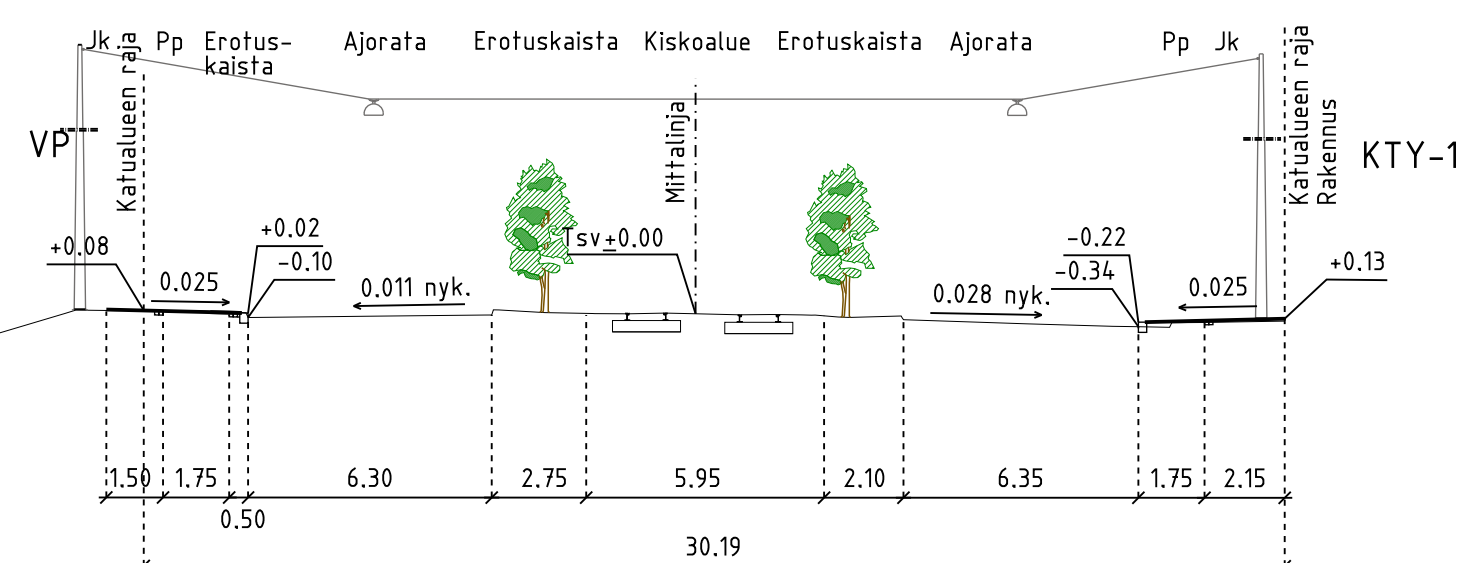 Jk Pp Erotus- Ajorata Erotuskaista Kiskoalue Erotuskaista Ajorata Pp Jk
kaista
Katualueen raja
Mittalinja
Katualueen raja
Rakennus
VP
KTY-1
+0.08
+0.02
-0.10
Tsv±0.00
-0.22
-0.34
+0.13
0.025
0.011 nyk.
0.028 nyk.
0.025
1.50 1.75 6.30 2.75 5.95 2.10 6.35 1.75 2.15
0.50
30.19